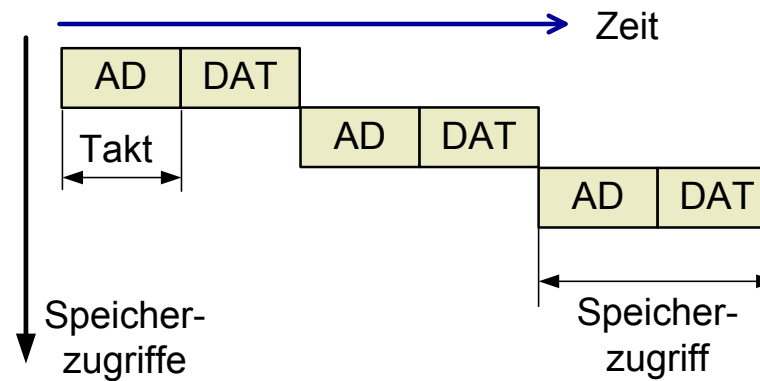 Zeit
AD DAT
Takt
AD DAT
AD DAT
Speicher-
zugriffe
Speicher-
zugriff